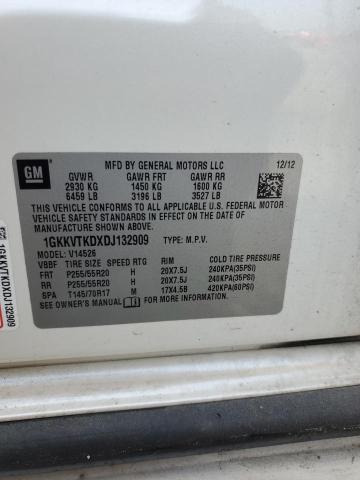 GM
MFD BY GENERAL MOTORS LLC 12/12
GVWR GAWR FRT GAWR RR
2930 KG 1450 KG 1600 KG
6459 LB 3196 LB 3527 LB
THIS VEHICLE CONFORMS TO ALL APPLICABLE U.S. FEDERAL MOTOR
VEHICLE SAFETY STANDARDS IN EFFECT ON THE DATE OF
MANUFACTURE SHOWN ABOVE.
1GKKVTKDXDJ132909 TYPE: M.P.V.
MODEL: V14526
VBBF TIRE SIZE SPEED RTG RIM COLD TIRE PRESSURE
FRT P255/55R20 H 20X7.5J 240KPA(35PSI)
RR P255/55R20 H 20X7.5J 240KPA(35PSI)
SPA T145/70R17 M 17X4.5B 420KPA(60PSI)
SEE OWNER'S MANUAL FOR MORE INFORMATION.
1GKKVTKDXDJ132909